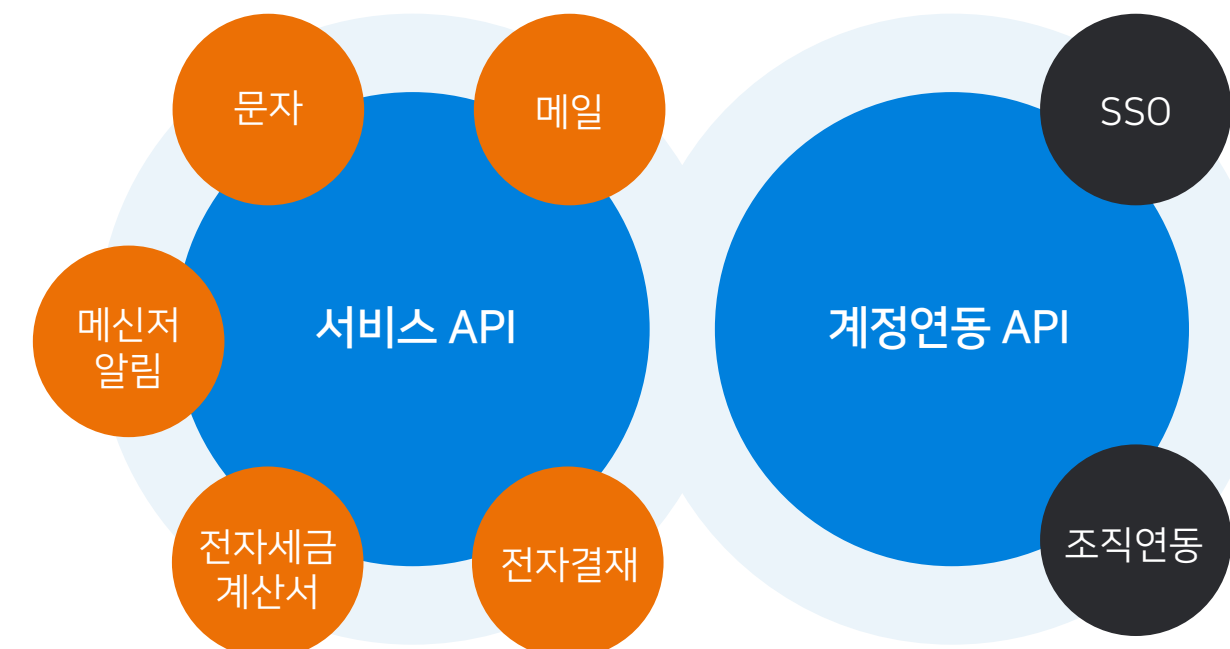 문자
메일
SSO
메신저
알림
서비스 API
계정연동 API
전자세금
계산서
전자결재
조직연동